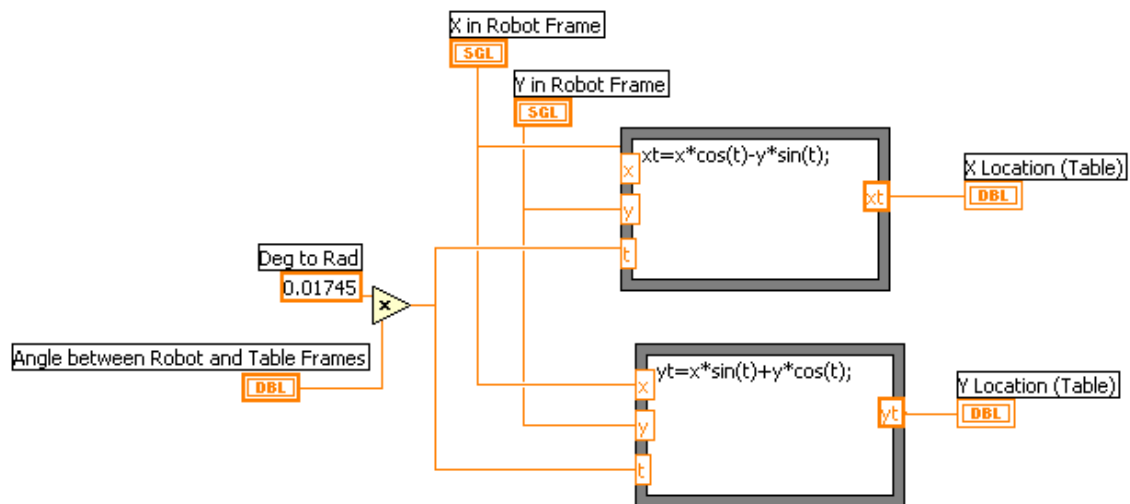 X in Robot Frame
SGL
Y in Robot Frame
SGL
xt=x*cos(t)-y*sin(t);
x
y
t
xt
X Location (Table)
DBL
Deg to Rad
0.01745
x
Angle between Robot and Table Frames
DBL
yt=x*sin(t)+y*cos(t);
x
y
t
yt
Y Location (Table)
DBL